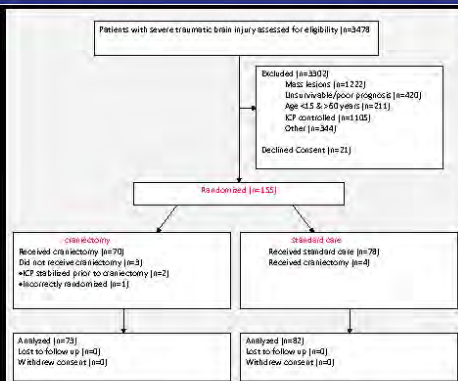 Patients with severe traumatic brain injury assessed for eligibility (n=3478
Excluded (n=3302)
Mass lesions (n=1222)
Unsurvivable/poor prognosis (n=420)
Age <15 & >60 years (n=211)
ICP controlled (n=1105)
Other (n=344)
Declined Consent (n=21)
Randomized (n=155)
craniectomy
Received craniectomy (n=70)
Did not receive craniectomy (n=3)
•ICP stabilized prior to craniectomy (n=2)
•Incorrectly randomized (n=1)
Standard care
Received standard care (n=78)
Received craniectomy (n=4)
Analyzed (n=73)
Lost to follow up (n=0)
Withdrew consent (n=0)
Analyzed (n=82)
Lost to follow up (n=0)
Withdrew consent (n=0)